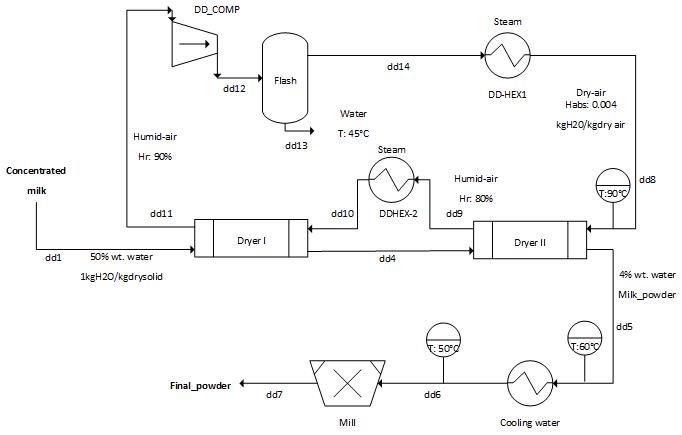 DD_COMP
Steam
Flash
dd12
dd14
DD-HEX1
Dry-air
Habs: 0.004
kgH2O/kgdry air
Water
T: 45°C
dd13
Humid-air
Hr: 90%
Steam
Concentrated
milk
Humid-air
Hr: 80%
T:90°C
dd8
DDHEX-2
dd11
dd10
dd9
Dryer I
Dryer II
dd1
50% wt. water
1kgH2O/kgdrysolid
dd4
4% wt. water
Milk_powder
dd5
T: 50°C
T:60°C
Final_powder
dd7
dd6
Mill
Cooling water